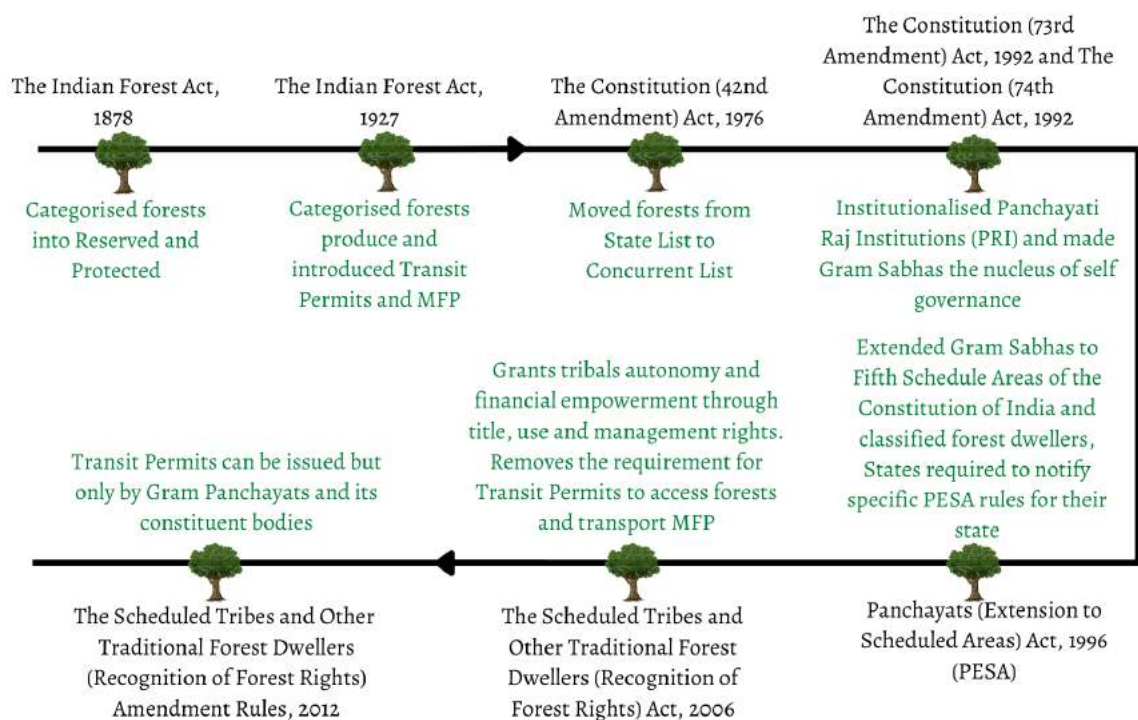 The Indian Forest Act,
1878
Categorised forests
into Reserved and
Protected
The Indian Forest Act,
1927
Categorised forests
produce and
introduced Transit
Permits and MFP
The Constitution (42nd
Amendment) Act, 1976
Moved forests from
State List to
Concurrent List
The Constitution (73rd
Amendment) Act, 1992 and The
Constitution (74th
Amendment) Act, 1992
Institutionalised Panchayati
Raj Institutions (PRI) and made
Gram Sabhas the nucleus of self
governance
Extended Gram Sabhas to
Fifth Schedule Areas of the
Constitution of India and
classified forest dwellers,
States required to notify
specific PESA rules for their
state
Panchayats (Extension to
Scheduled Areas) Act, 1996
(PESA)
Grants tribals autonomy and
financial empowerment through
title, use and management rights.
Removes the requirement for
Transit Permits to access forests
and transport MFP
The Scheduled Tribes and
Other Traditional Forest
Dwellers (Recognition of
Forest Rights) Act, 2006
Transit Permits can be issued but
only by Gram Panchayats and its
constituent bodies
The Scheduled Tribes and Other
Traditional Forest Dwellers
(Recognition of Forest Rights)
Amendment Rules, 2012